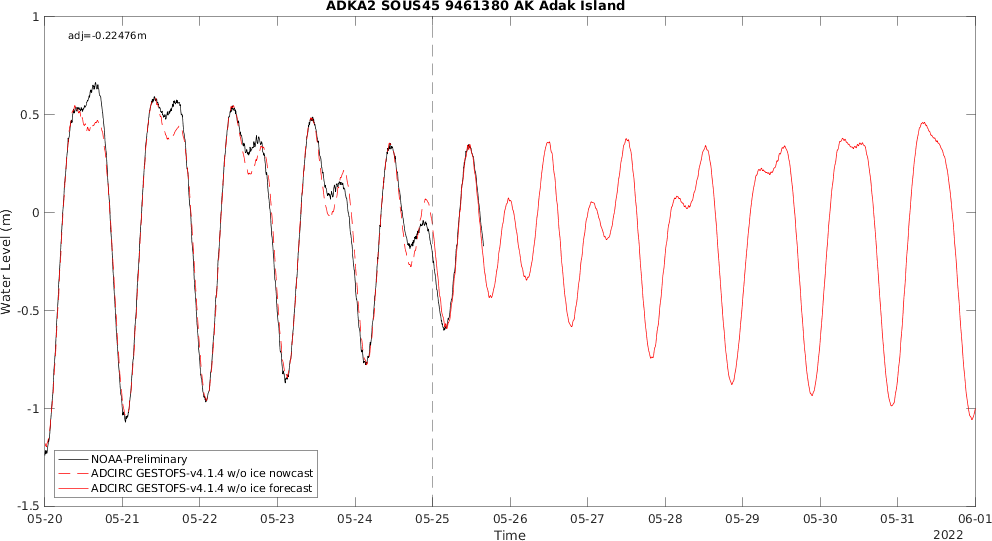 ADKA2 SOUS45 9461380 AK Adak Island
adj=-0.22476m
1
0.5
0
-0.5
-1
-1.5
Water Level (m)
NOAA-Preliminary
ADCIRC GESTOFS-v4.1.4 w/o ice nowcast
ADCIRC GESTOFS-v4.1.4 w/o ice forecast
05-20 05-21 05-22 05-23 05-24 05-25 05-26 05-27 05-28 05-29 05-30 05-31 06-01
Time
2022